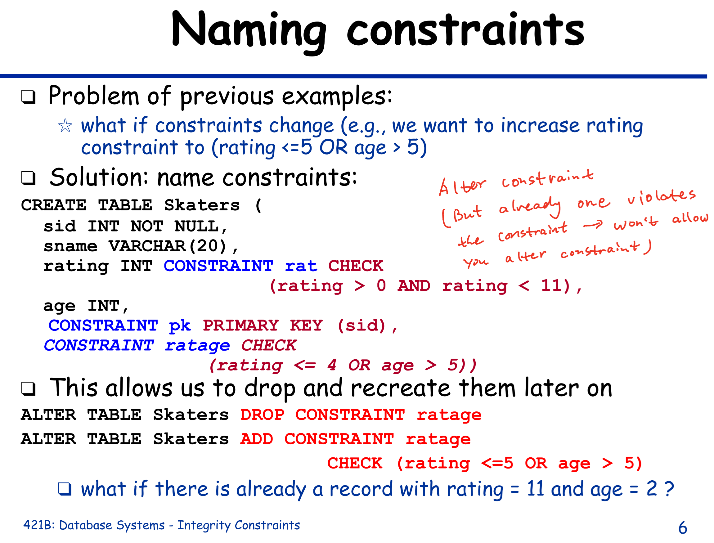 Naming constraints
❑ Problem of previous examples:
☆ what if constraints change (e.g., we want to increase rating
constraint to (rating <=5 OR age > 5)
❑ Solution: name constraints:
Alter constraint
(But already one violates
the constraint → won't allow
you alter constraint)
CREATE TABLE Skaters (
sid INT NOT NULL,
sname VARCHAR(20),
rating INT CONSTRAINT rat CHECK
(rating > 0 AND rating < 11),
age INT,
CONSTRAINT pk PRIMARY KEY (sid),
CONSTRAINT ratage CHECK
(rating <= 4 OR age > 5))
❑ This allows us to drop and recreate them later on
ALTER TABLE Skaters DROP CONSTRAINT ratage
ALTER TABLE Skaters ADD CONSTRAINT ratage
CHECK (rating <=5 OR age > 5)
❑ what if there is already a record with rating = 11 and age = 2 ?
421B: Database Systems - Integrity Constraints
6